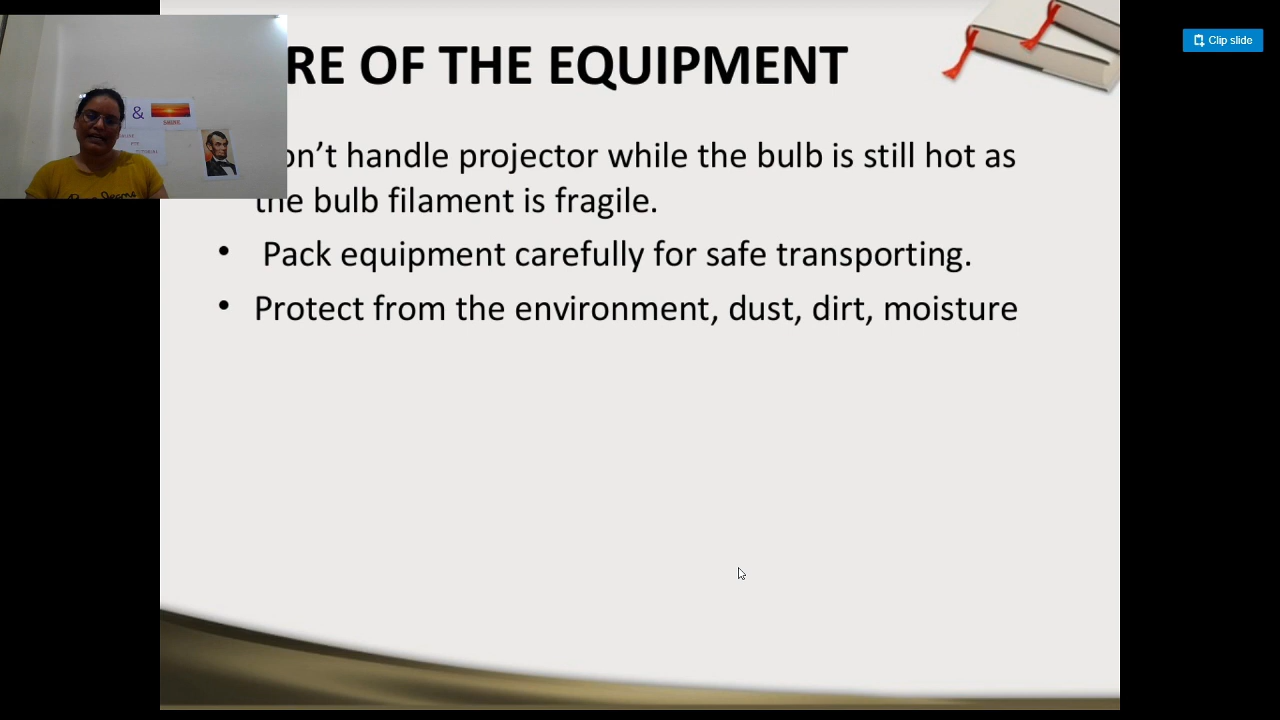 RE OF THE EQUIPMENT
on't handle projector while the bulb is still hot as
the bulb filament is fragile.
• Pack equipment carefully for safe transporting.
• Protect from the environment, dust, dirt, moisture
Clip slide
&